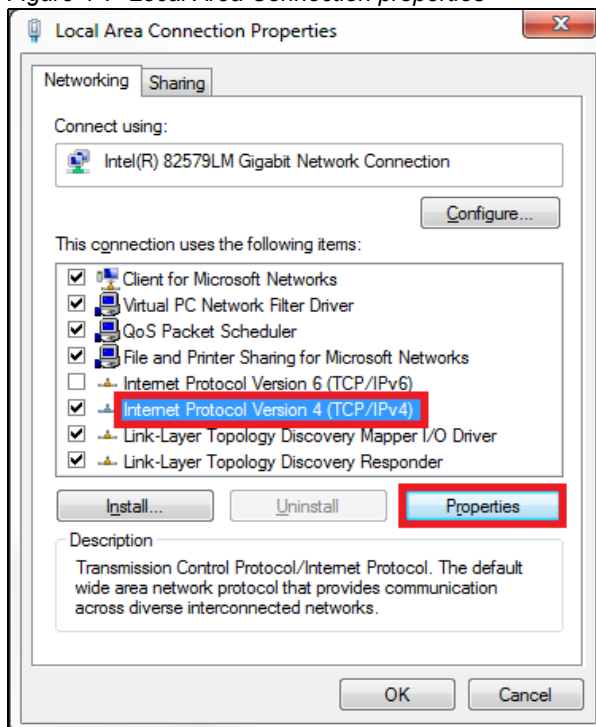 Local Area Connection Properties
Networking
Sharing
Connect using:
Intel(R) 82579LM Gigabit Network Connection
Configure...
This connection uses the following items:
Client for Microsoft Networks
Virtual PC Network Filter Driver
QoS Packet Scheduler
File and Printer Sharing for Microsoft Networks
Internet Protocol Version 6 (TCP/IPv6)
Internet Protocol Version 4 (TCP/IPv4)
Link-Layer Topology Discovery Mapper I/O Driver
Link-Layer Topology Discovery Responder
Install...
Uninstall
Properties
Description
Transmission Control Protocol/Internet Protocol. The default
wide area network protocol that provides communication
across diverse interconnected networks.
OK
Cancel